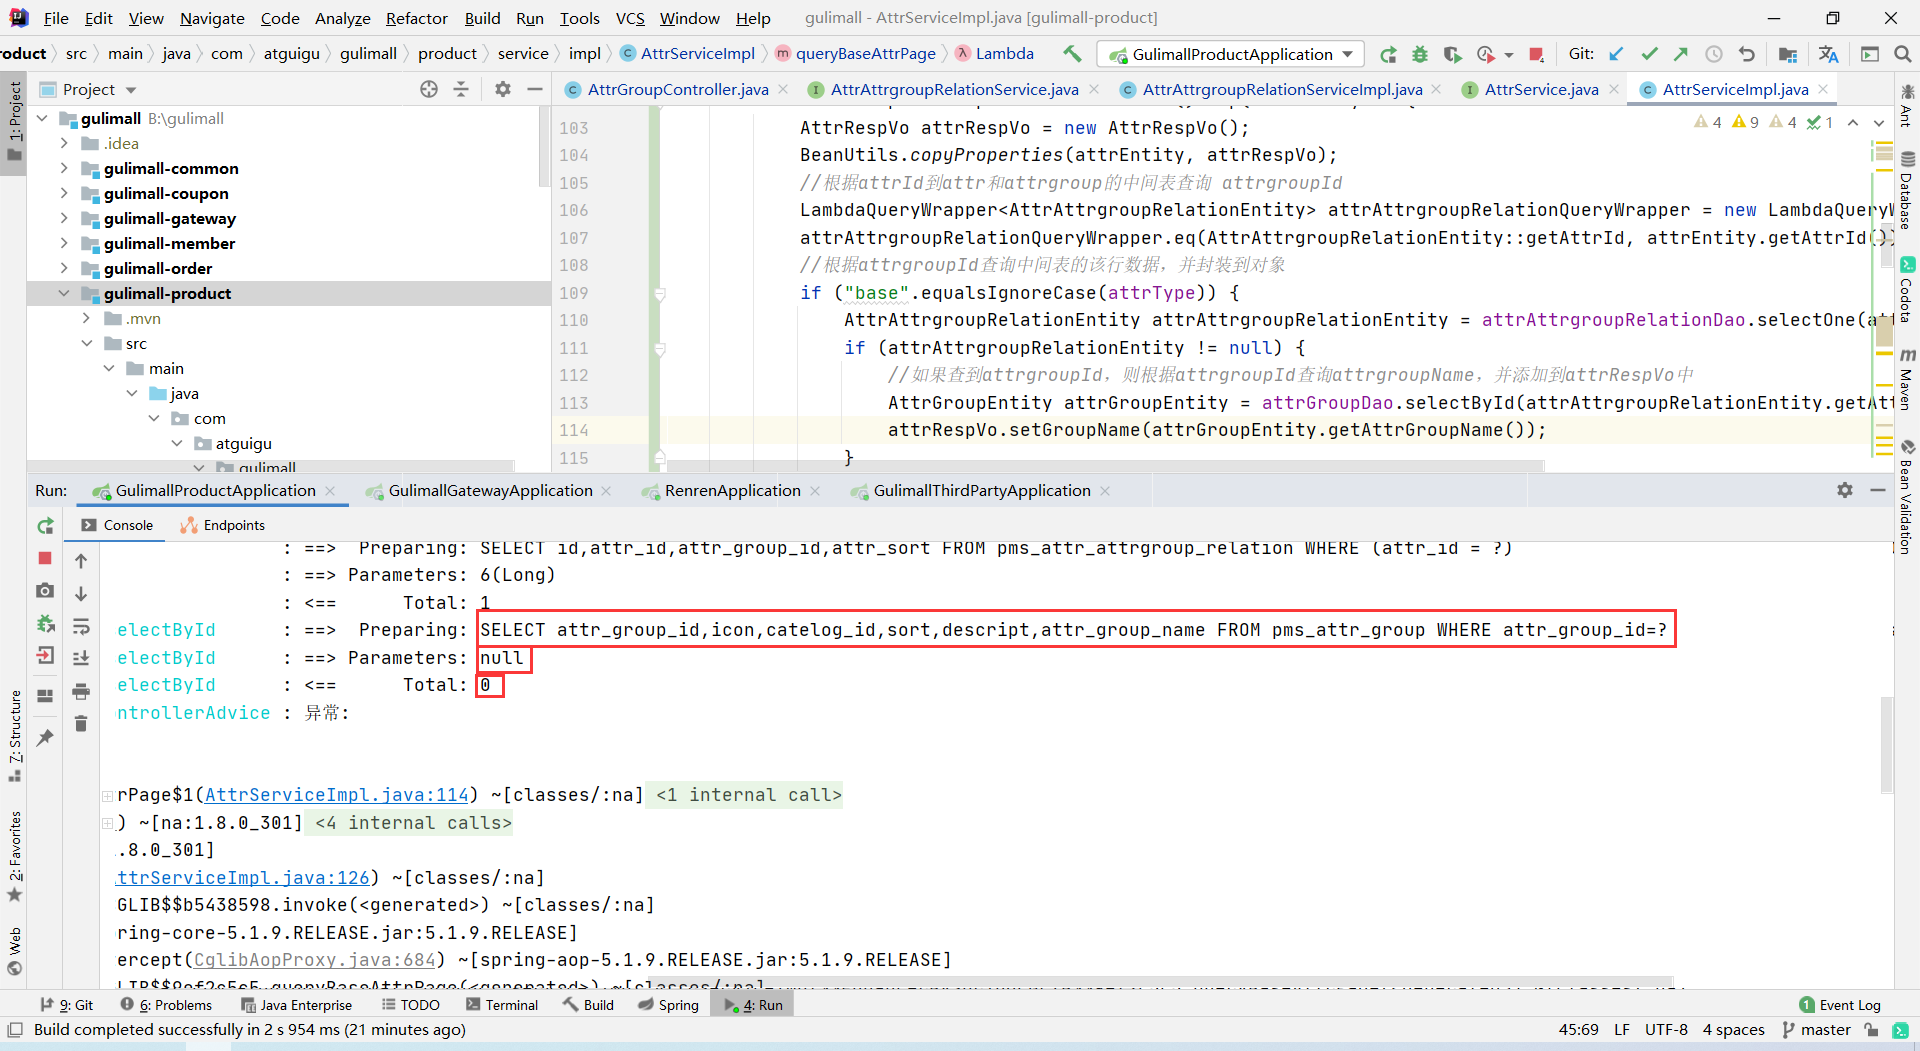 File Edit View Navigate Code Analyze Refactor Build Run Tools VCS Window Help gulimall - AttrServiceImpl.java [gulimall-product]
roduct src main java com atguigu gulimall product service impl AttrServiceImpl queryBaseAttrPage Lambda GulimallProductApplication Git:
Project AttrGroupController.java AttrAttrgroupRelationService.java AttrAttrgroupRelationServiceImpl.java AttrService.java AttrServiceImpl.java
1: Project
gulimall B:\gulimall
.idea
gulimall-common
gulimall-coupon
gulimall-gateway
gulimall-member
gulimall-order
gulimall-product
.mvn
src
main
java
com
atguigu
gulimall
4 9 4 1
103 AttrRespVo attrRespVo = new AttrRespVo();
104 BeanUtils.copyProperties(attrEntity, attrRespVo);
105 //根据attrId到attr和attrgroup的中间表查询 attrgroupId
106 LambdaQueryWrapper<AttrAttrgroupRelationEntity> attrAttrgroupRelationQueryWrapper = new LambdaQueryW
107 attrAttrgroupRelationQueryWrapper.eq(AttrAttrgroupRelationEntity::getAttrId, attrEntity.getAttrId())
108 //根据attrgroupId查询中间表的该行数据，并封装到对象
109 if ("base".equalsIgnoreCase(attrType)) {
110 AttrAttrgroupRelationEntity attrAttrgroupRelationEntity = attrAttrgroupRelationDao.selectOne(at
111 if (attrAttrgroupRelationEntity != null) {
112 //如果查到attrgroupId，则根据attrgroupId查询attrgroupName，并添加到attrRespVo中
113 AttrGroupEntity attrGroupEntity = attrGroupDao.selectById(attrAttrgroupRelationEntity.getAtt
114 attrRespVo.setGroupName(attrGroupEntity.getAttrGroupName());
115 }
Ant
Database
Codota
Maven
Bean Validation
Run: GulimallProductApplication GulimallGatewayApplication RenrenApplication GulimallThirdPartyApplication
Console Endpoints
: ==>  Preparing: SELECT id,attr_id,attr_group_id,attr_sort FROM pms_attr_attrgroup_relation WHERE (attr_id = ?)
: ==> Parameters: 6(Long)
: <==      Total: 1
electById : ==>  Preparing: SELECT attr_group_id,icon,catelog_id,sort,descript,attr_group_name FROM pms_attr_group WHERE attr_group_id=?
electById : ==> Parameters: null
electById : <==      Total: 0
ntrollerAdvice : 异常:
rPage$1(AttrServiceImpl.java:114) ~[classes/:na] <1 internal call>
) ~[na:1.8.0_301] <4 internal calls>
.8.0_301]
ttrServiceImpl.java:126) ~[classes/:na]
GLIB$$b5438598.invoke(<generated>) ~[classes/:na]
ring-core-5.1.9.RELEASE.jar:5.1.9.RELEASE]
ercept(CglibAopProxy.java:684) ~[spring-aop-5.1.9.RELEASE.jar:5.1.9.RELEASE]
7: Structure
2: Favorites
Web
9: Git 6: Problems Java Enterprise TODO Terminal Build Spring 4: Run 1 Event Log
Build completed successfully in 2 s 954 ms (21 minutes ago) 45:69 LF UTF-8 4 spaces master